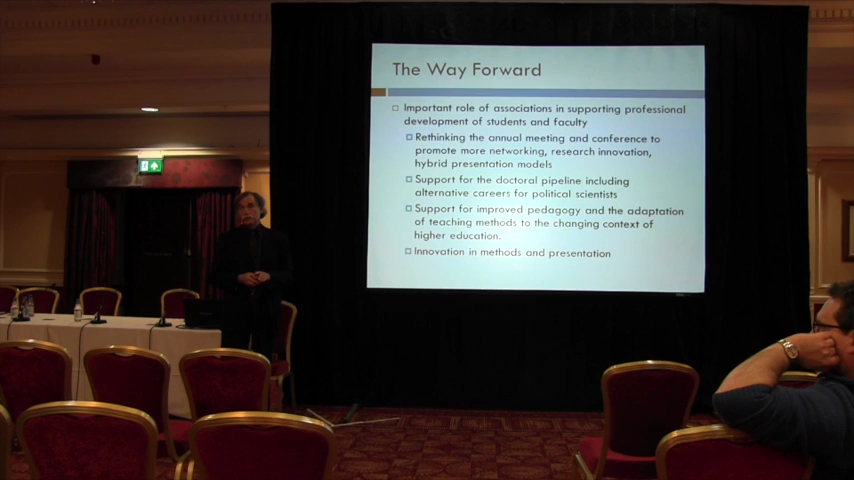 The Way Forward
Important role of associations in supporting professional
development of students and faculty
Rethinking the annual meeting and conference to
promote more networking, research innovation,
hybrid presentation models
Support for the doctoral pipeline including
alternative careers for political scientists
Support for improved pedagogy and the adaptation
of teaching methods to the changing context of
higher education.
Innovation in methods and presentation